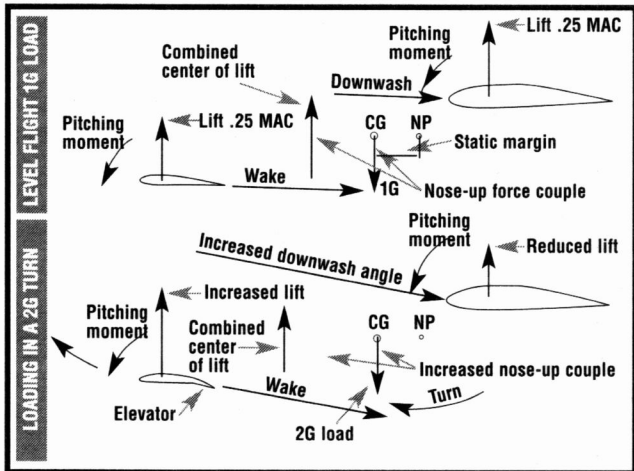 LEVEL FLIGHT 1G LOAD
Pitching
moment
Lift .25 MAC
Combined
center of lift
Downwash
Pitching
moment
Lift .25 MAC
CG
NP
Static margin
Wake
1G
Nose-up force couple
LOADING IN A 2G TURN
Increased downwash angle
Pitching
moment
Reduced lift
Increased lift
Pitching
moment
Combined
center
of lift
CG
NP
Increased nose-up couple
Wake
Turn
Elevator
2G load